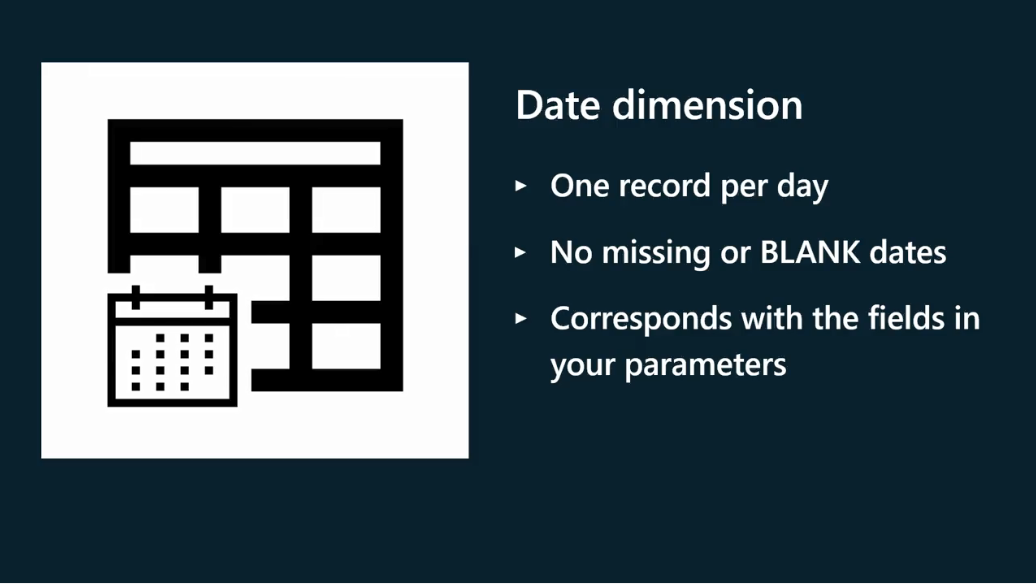 Date dimension
▸ One record per day
▸ No missing or BLANK dates
▸ Corresponds with the fields in
your parameters